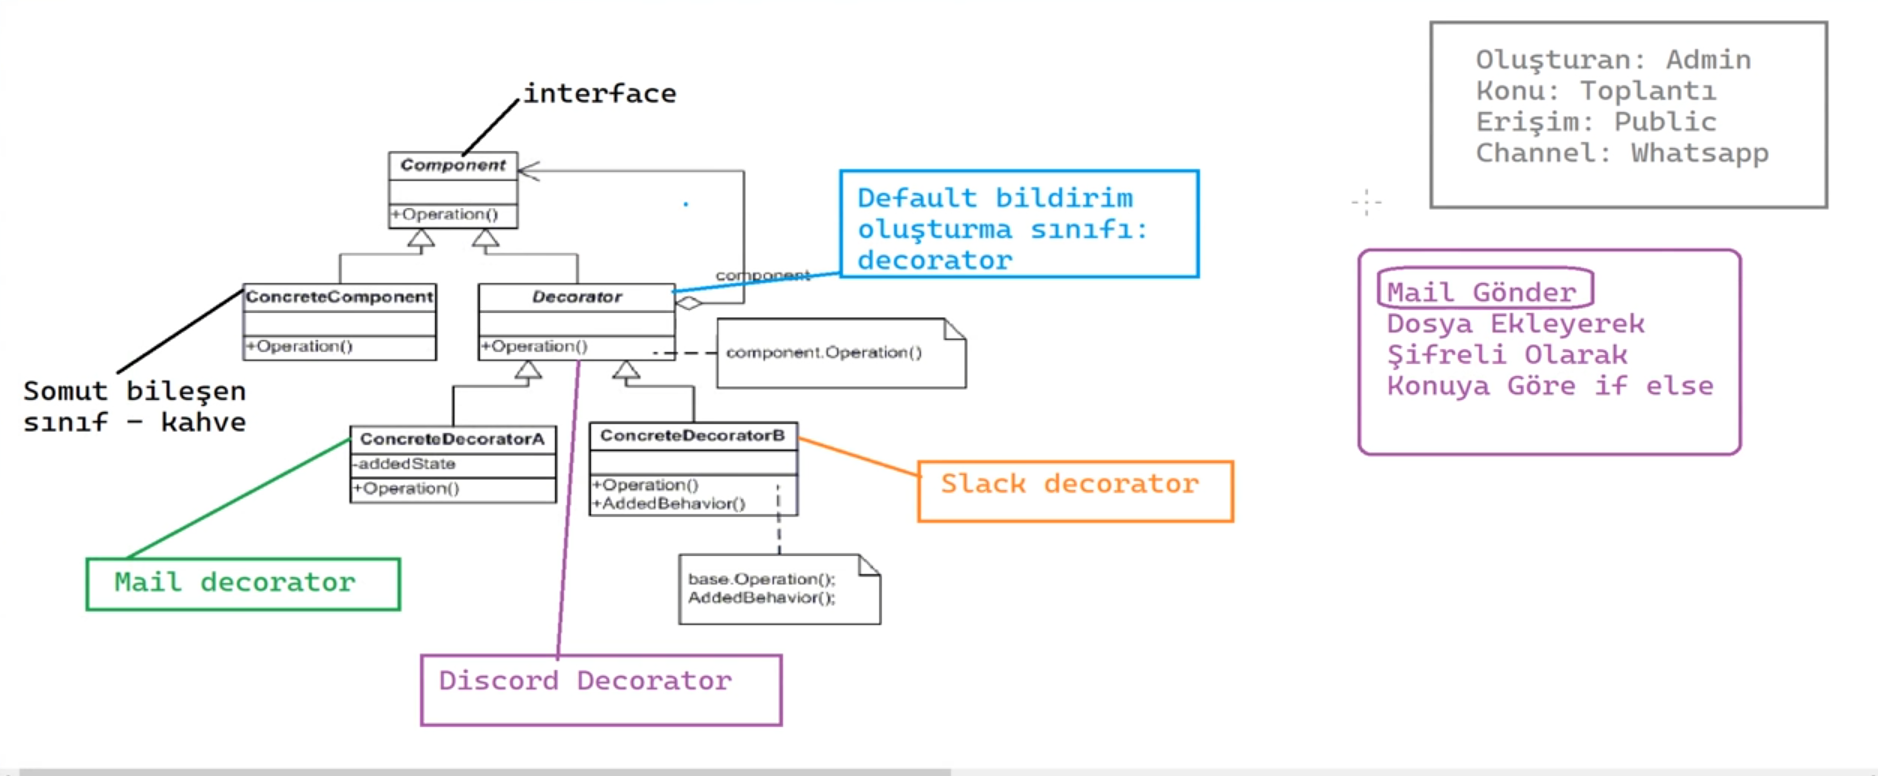 Oluşturan: Admin
Konu: Toplantı
Erişim: Public
Channel: Whatsapp
interface
Component
+Operation()
Default bildirim
oluşturma sınıfı:
decorator
component
ConcreteComponent
+Operation()
Decorator
+Operation()
component.Operation()
Mail Gönder
Dosya Ekleyerek
Şifreli Olarak
Konuya Göre if else
Somut bileşen
sınıf - kahve
ConcreteDecoratorA
-addedState
+Operation()
ConcreteDecoratorB
+Operation()
+AddedBehavior()
Slack decorator
Mail decorator
base.Operation();
AddedBehavior();
Discord Decorator